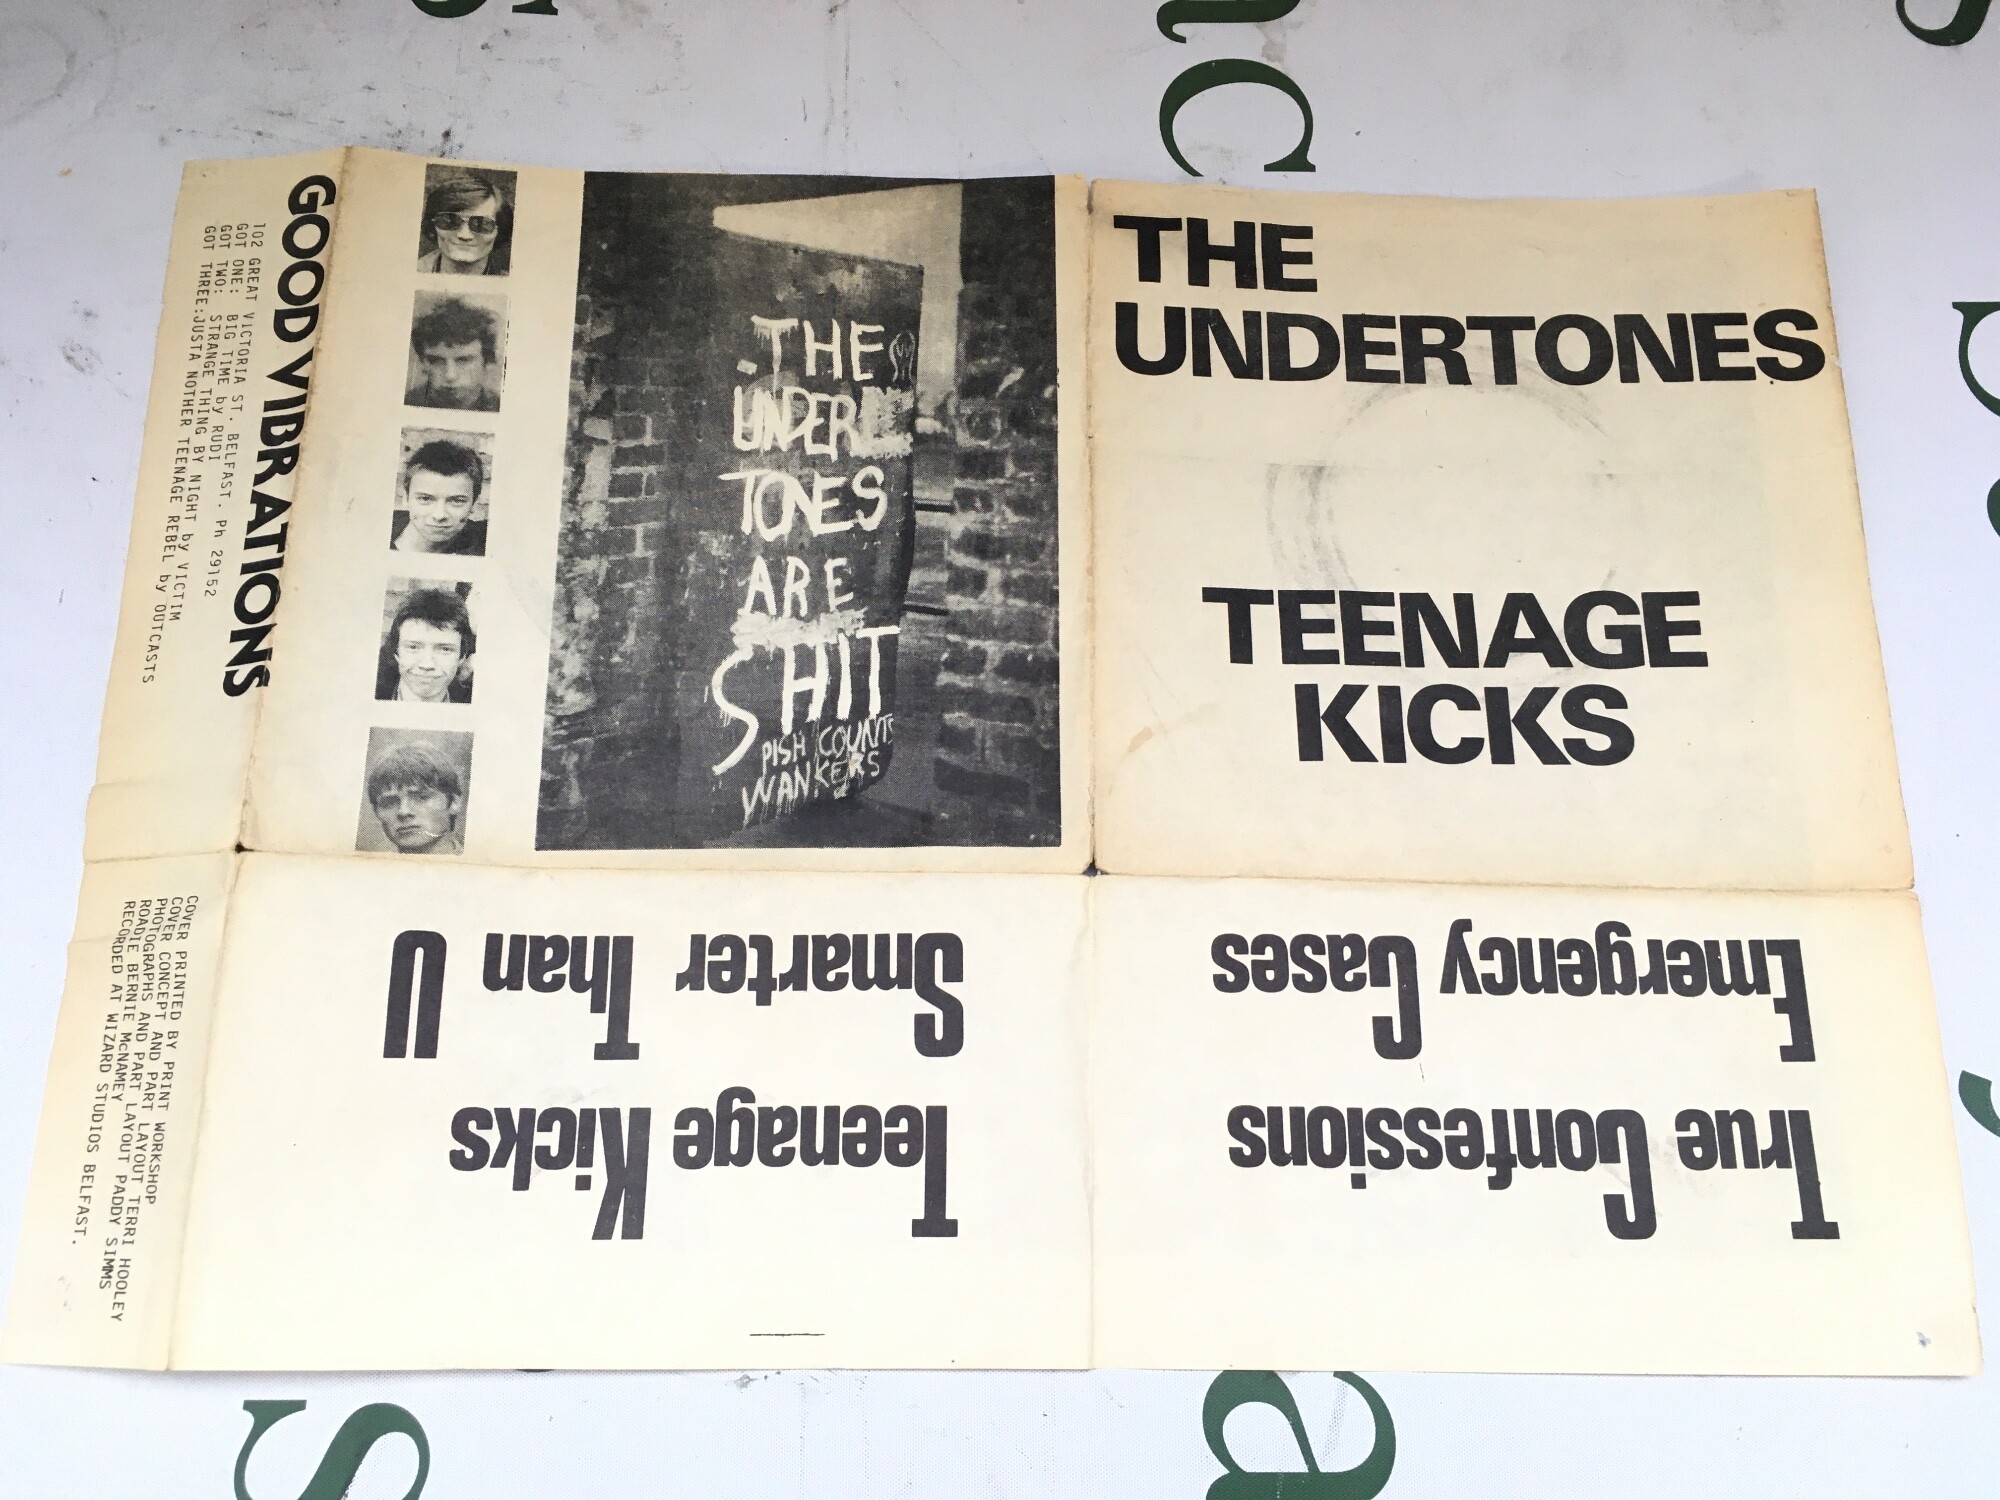 GOOD VIBRATIONS
102 GREAT VICTORIA ST. BELFAST. Ph 29152
GOT ONE: BIG TIME by RUDI
GOT TWO: STRANGE THING BY NIGHT by VICTIM
GOT THREE:JUSTA NOTHER TEENAGE REBEL by OUTCASTS
THE
UNDER
TONES
ARE
SHIT
PISH COUNTS
WANKERS
THE
UNDERTONES
TEENAGE
KICKS
COVER PRINTED BY PRINT WORKSHOP
COVER CONCEPT AND PART LAYOUT TERRI HOOLEY
PHOTOGRAPHS AND PART LAYOUT PADDY SIMMS
ROADIE BERNIE McNAMEY
RECORDED AT WIZARD STUDIOS BELFAST.
Teenage Kicks
Smarter Than U
True Confessions
Emergency Cases